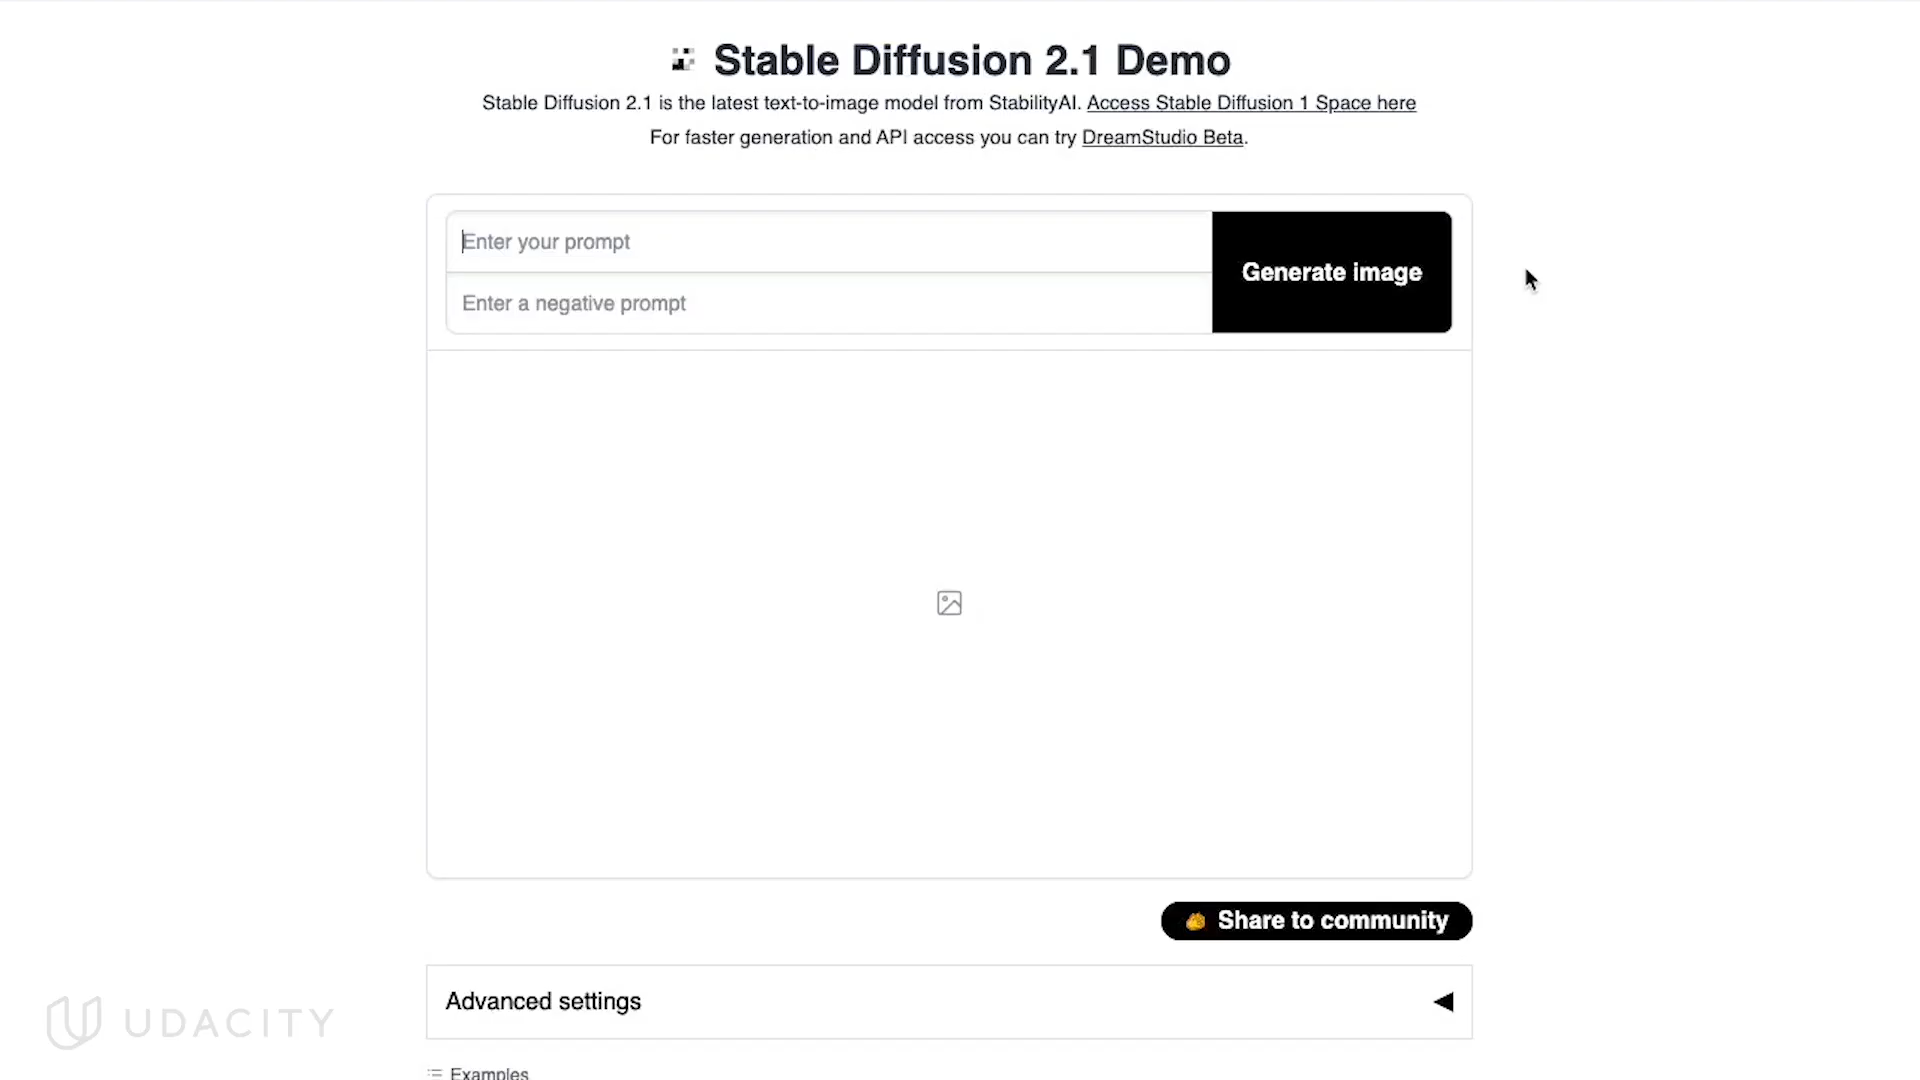 Stable Diffusion 2.1 Demo
Stable Diffusion 2.1 is the latest text-to-image model from StabilityAI. Access Stable Diffusion 1 Space here
For faster generation and API access you can try DreamStudio Beta.
Enter your prompt
Generate image
Enter a negative prompt
Share to community
Advanced settings
UDACITY
Examples